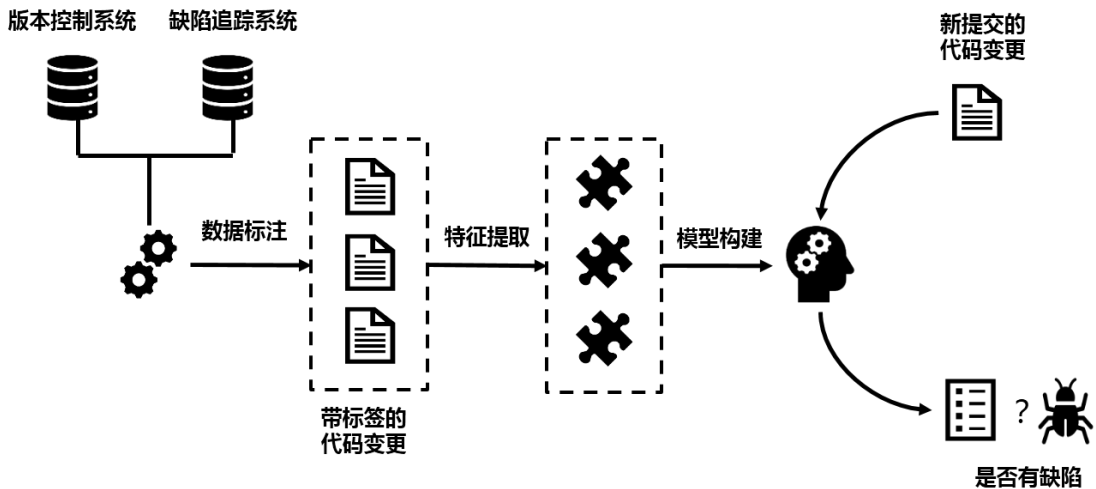 版本控制系统
缺陷追踪系统
新提交的
代码变更
数据标注
特征提取
模型构建
带标签的
代码变更
?
是否有缺陷